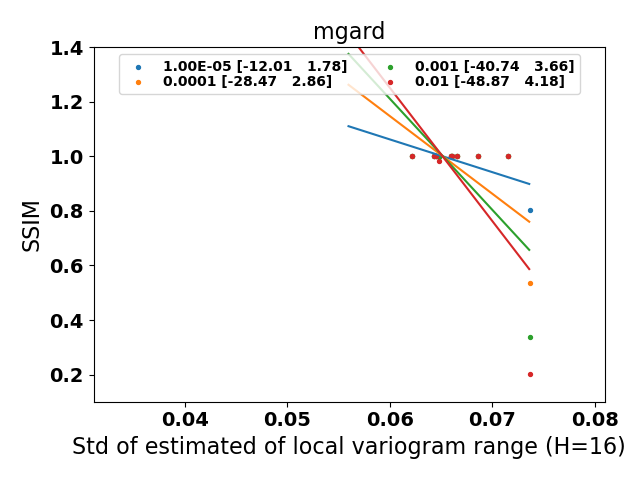 mgard
1.00E-05 [-12.01 1.78]
0.0001 [-28.47 2.86]
0.001 [-40.74 3.66]
0.01 [-48.87 4.18]
1.4
1.2
1.0
0.8
0.6
0.4
0.2
SSIM
0.04 0.05 0.06 0.07 0.08
Std of estimated of local variogram range (H=16)